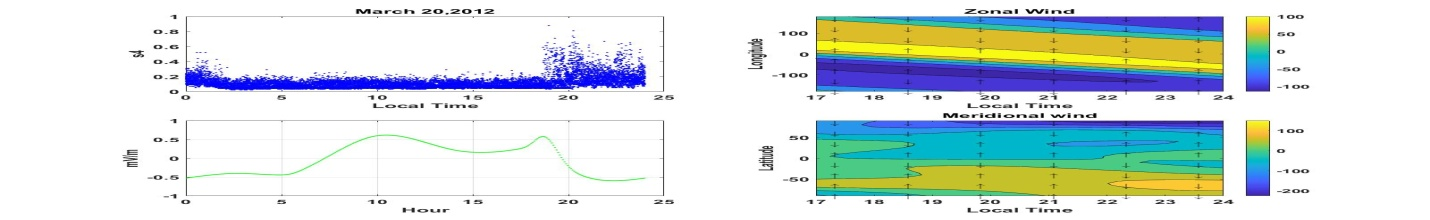 March 20,2012
s4
1
0.8
0.6
0.4
0.2
0
0 5 10 15 20 25
Local Time
mV/m
1
0.5
0
-0.5
-1
0 5 10 15 20 25
Hour
Zonal Wind
Longitude
100
0
-100
17 18 19 20 21 22 23 24
Local Time
100
50
0
-50
-100
Meridional wind
Latitude
50
0
-50
17 18 19 20 21 22 23 24
Local Time
100
0
-100
-200